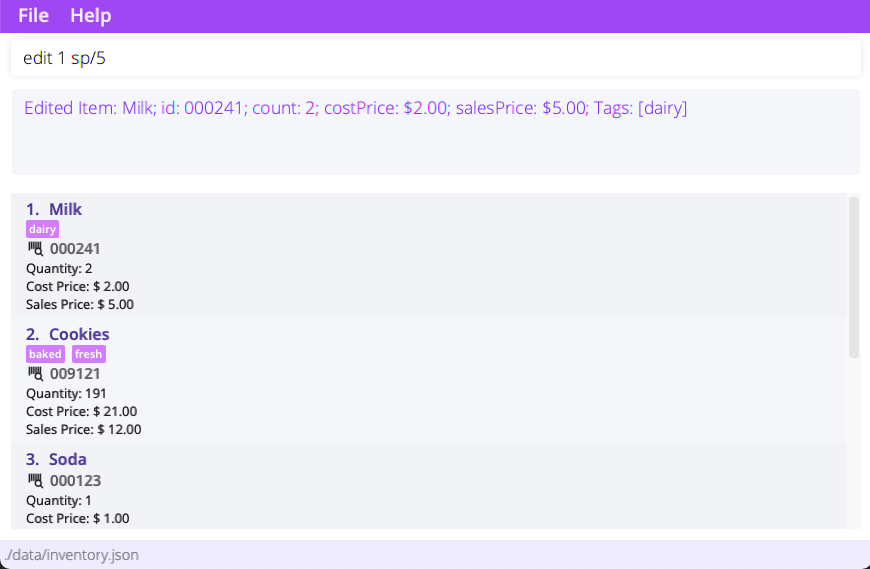 File Help
edit 1 sp/5
Edited Item: Milk; id: 000241; count: 2; costPrice: $2.00; salesPrice: $5.00; Tags: [dairy]
1. Milk
dairy
000241
Quantity: 2
Cost Price: $ 2.00
Sales Price: $ 5.00
2. Cookies
baked fresh
009121
Quantity: 191
Cost Price: $ 21.00
Sales Price: $ 12.00
3. Soda
000123
Quantity: 1
Cost Price: $ 1.00
./data/inventory.json